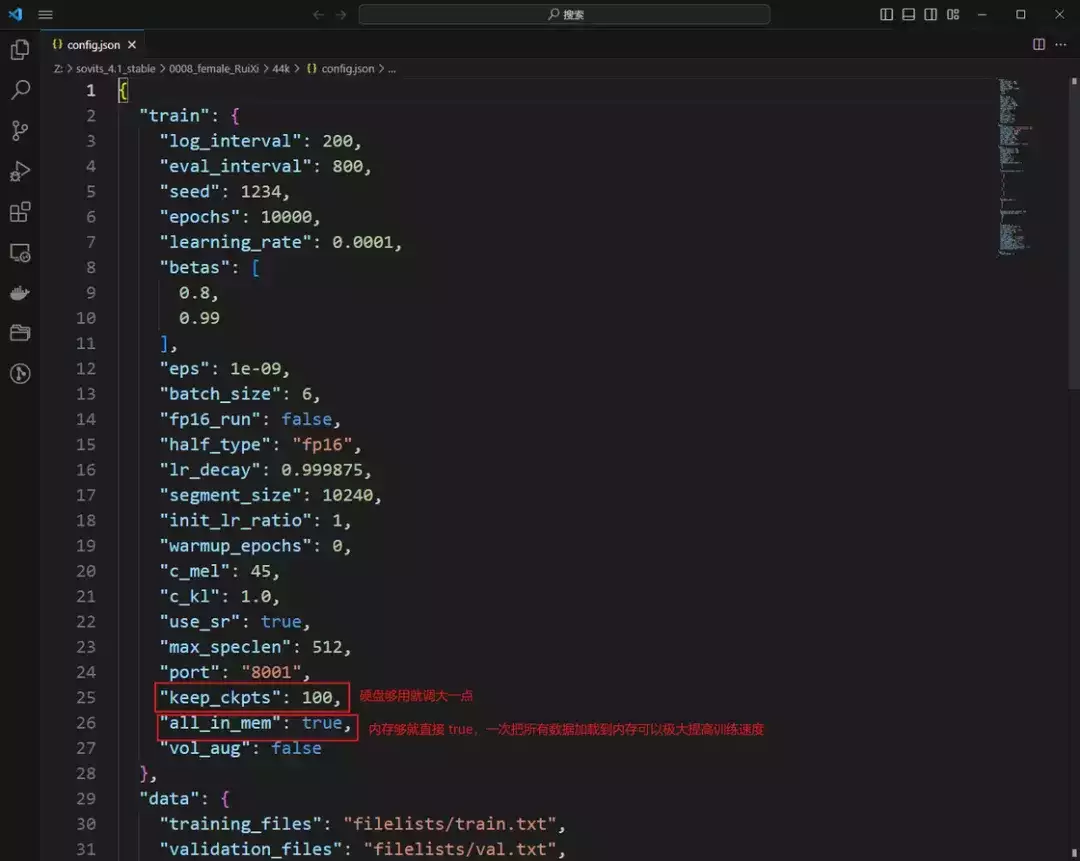 搜索
{} config.json ×
Z: > sovits_4.1_stable > 0008_female_RuiXi > 44k > {} config.json > ...
1 {
2 "train": {
3 "log_interval": 200,
4 "eval_interval": 800,
5 "seed": 1234,
6 "epochs": 10000,
7 "learning_rate": 0.0001,
8 "betas": [
9 0.8,
10 0.99
11 ],
12 "eps": 1e-09,
13 "batch_size": 6,
14 "fp16_run": false,
15 "half_type": "fp16",
16 "lr_decay": 0.999875,
17 "segment_size": 10240,
18 "init_lr_ratio": 1,
19 "warmup_epochs": 0,
20 "c_mel": 45,
21 "c_kl": 1.0,
22 "use_sr": true,
23 "max_speclen": 512,
24 "port": "8001",
25 "keep_ckpts": 100, 硬盘够用就调大一点
26 "all_in_mem": true, 内存够就直接 true，一次把所有数据加载到内存可以极大提高训练速度
27 "vol_aug": false
28 },
29 "data": {
30 "training_files": "filelists/train.txt",
31 "validation_files": "filelists/val.txt",